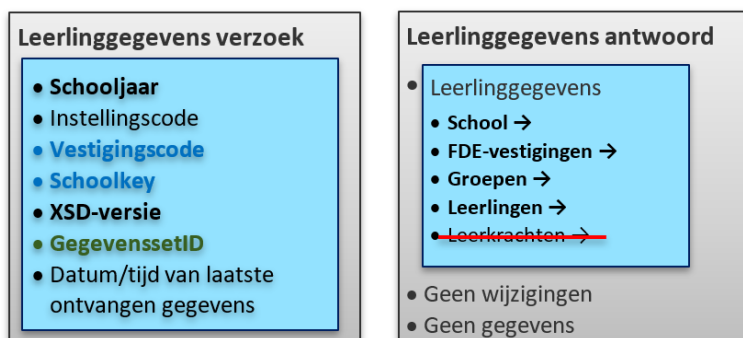 Leerlinggegevens verzoek
• Schooljaar
• Instellingscode
• Vestigingscode
• Schoolkey
• XSD-versie
• GegevenssetID
• Datum/tijd van laatste
ontvangen gegevens
Leerlinggegevens antwoord
• Leerlinggegevens
• School →
• FDE-vestigingen →
• Groepen →
• Leerlingen →
• Leerkrachten →
• Geen wijzigingen
• Geen gegevens